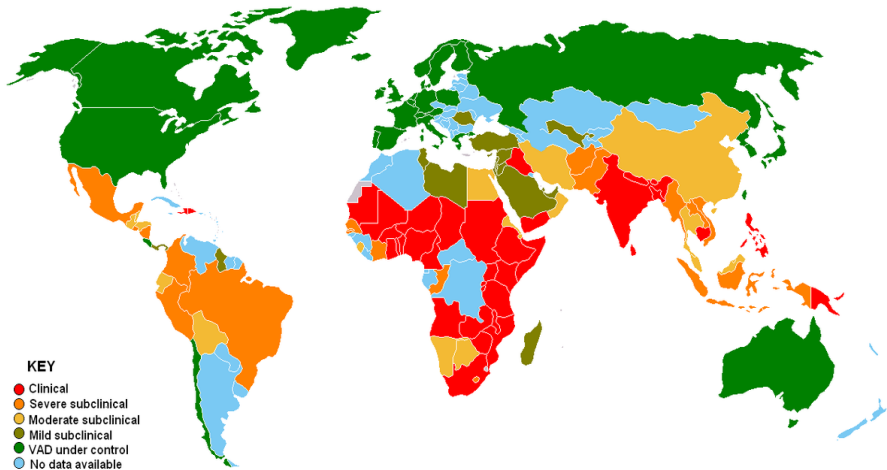 KEY
Clinical
Severe subclinical
Moderate subclinical
Mild subclinical
VAD under control
No data available